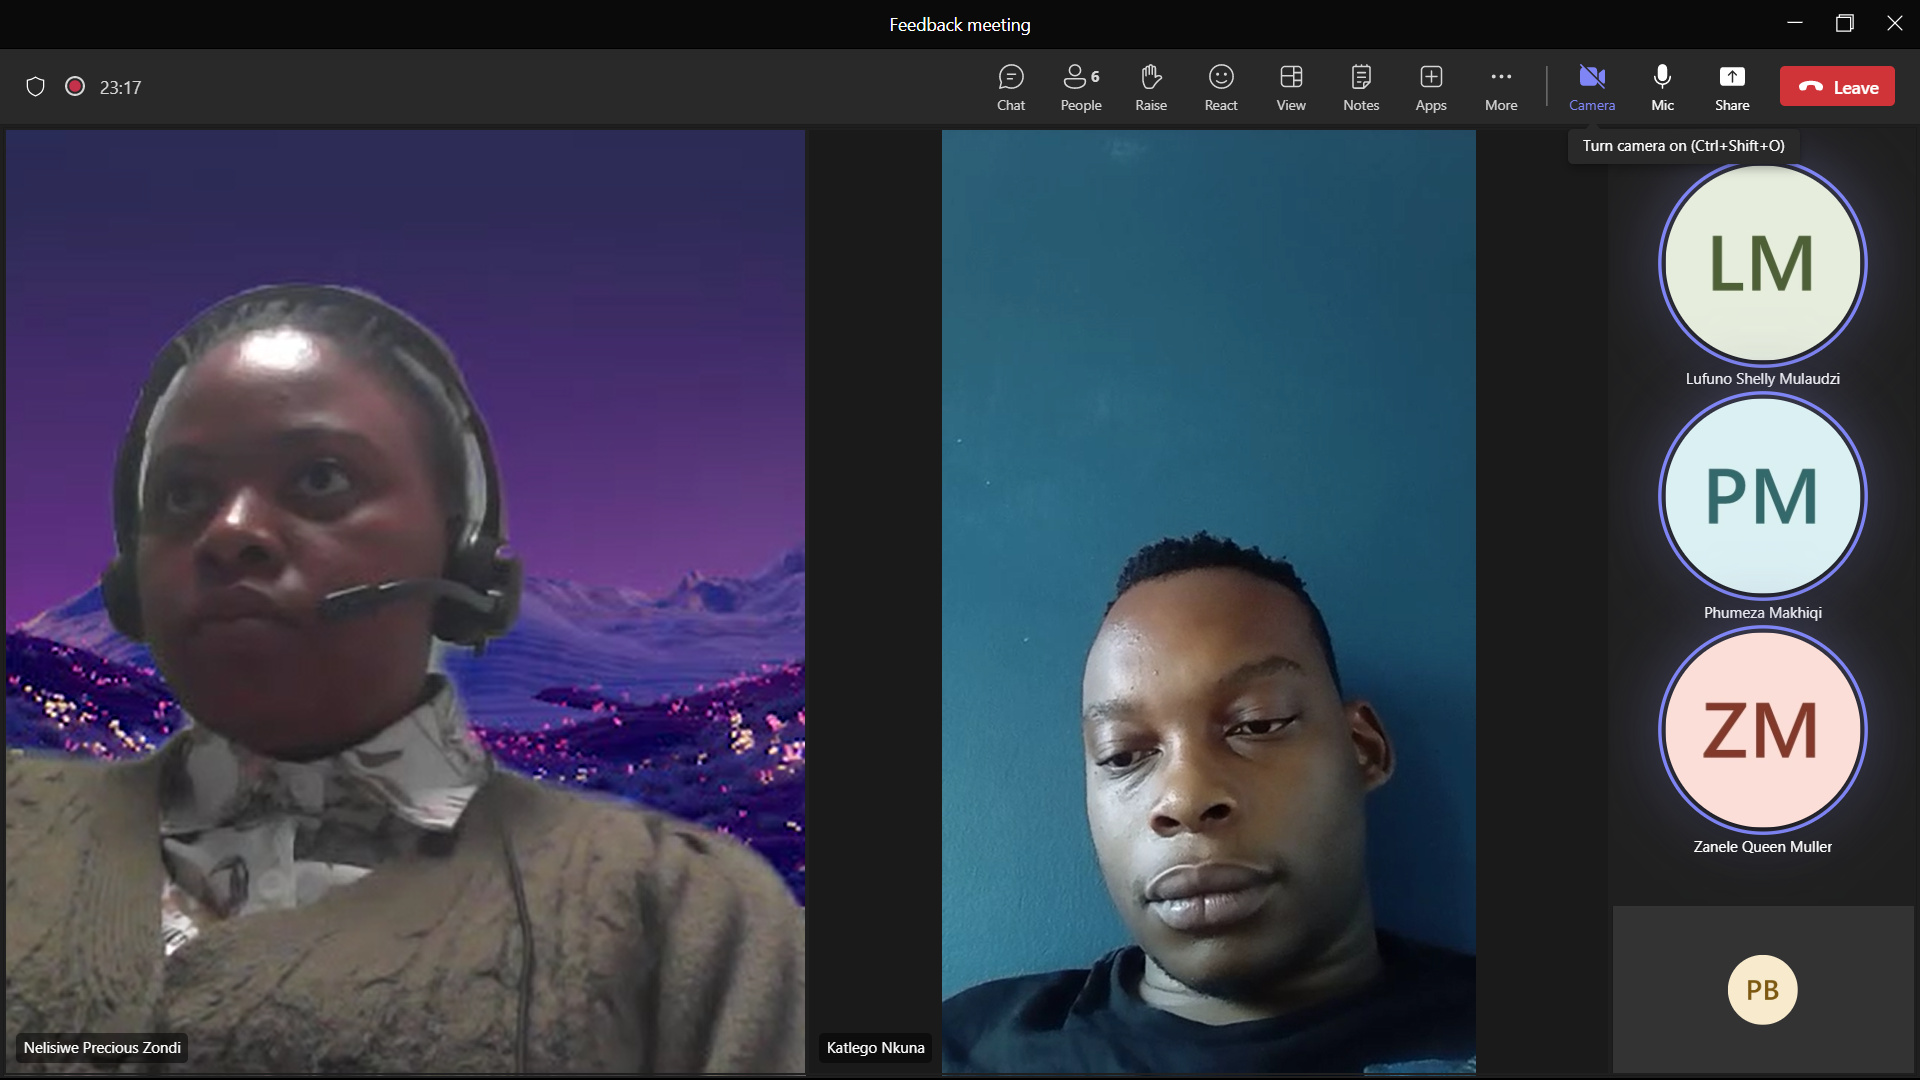 Feedback meeting
23:17
Chat
People
6
Raise
React
View
Notes
Apps
More
Camera
Mic
Share
Leave
Turn camera on (Ctrl+Shift+O)
LM
Lufuno Shelly Mulaudzi
PM
Phumeza Makhiqi
ZM
Zanele Queen Muller
PB
Nelisiwe Precious Zondi
Katlego Nkuna